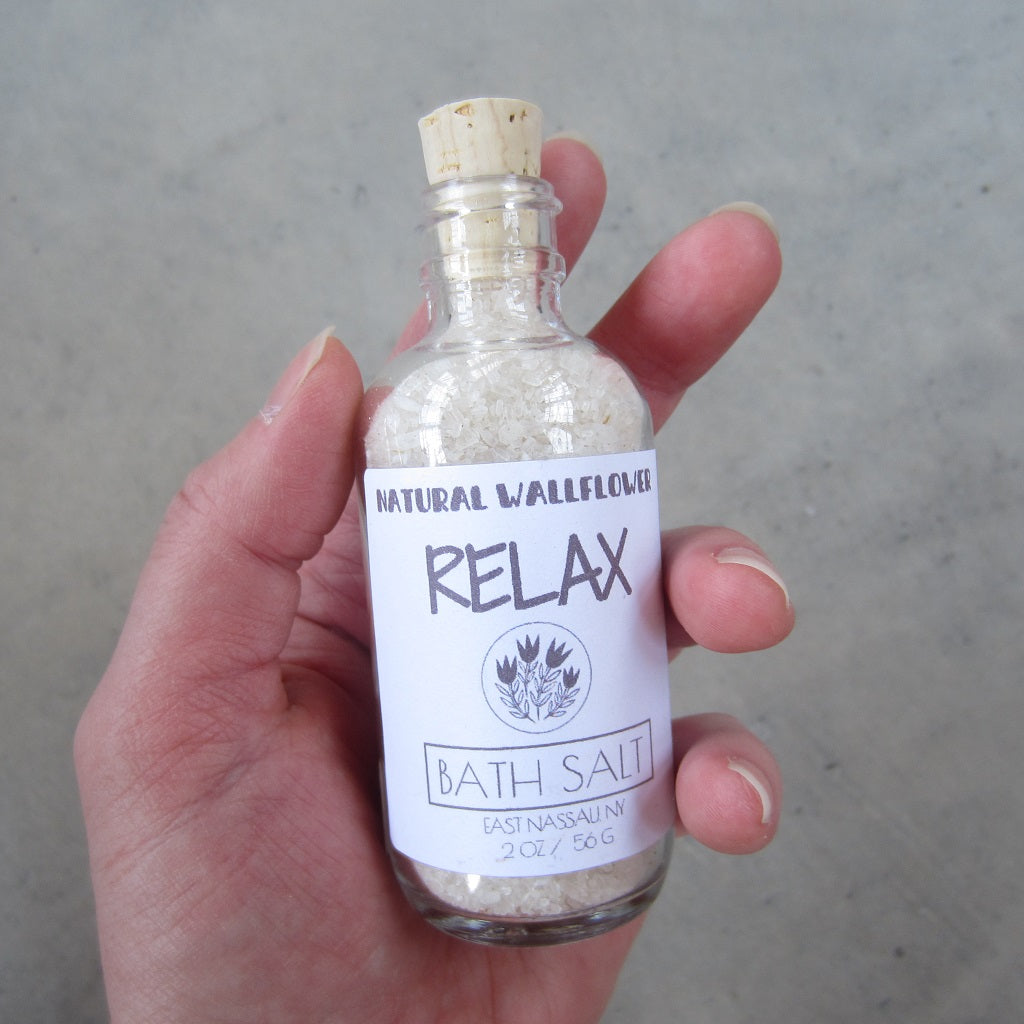 NATURAL WALLFLOWER
RELAX
BATH SALT
EAST NASSAU, NY
2 OZ / 56 G